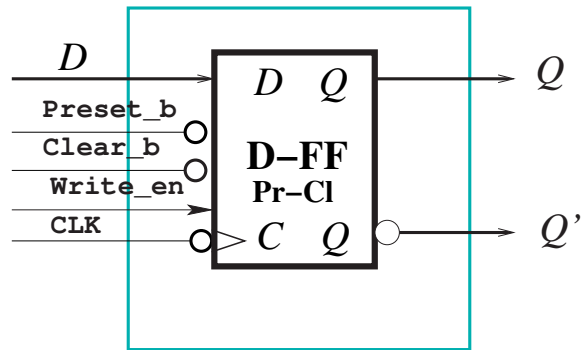 D
D Q
Q
Preset_b
Clear_b
D-FF
Write_en
Pr-Cl
CLK
C Q
Q'